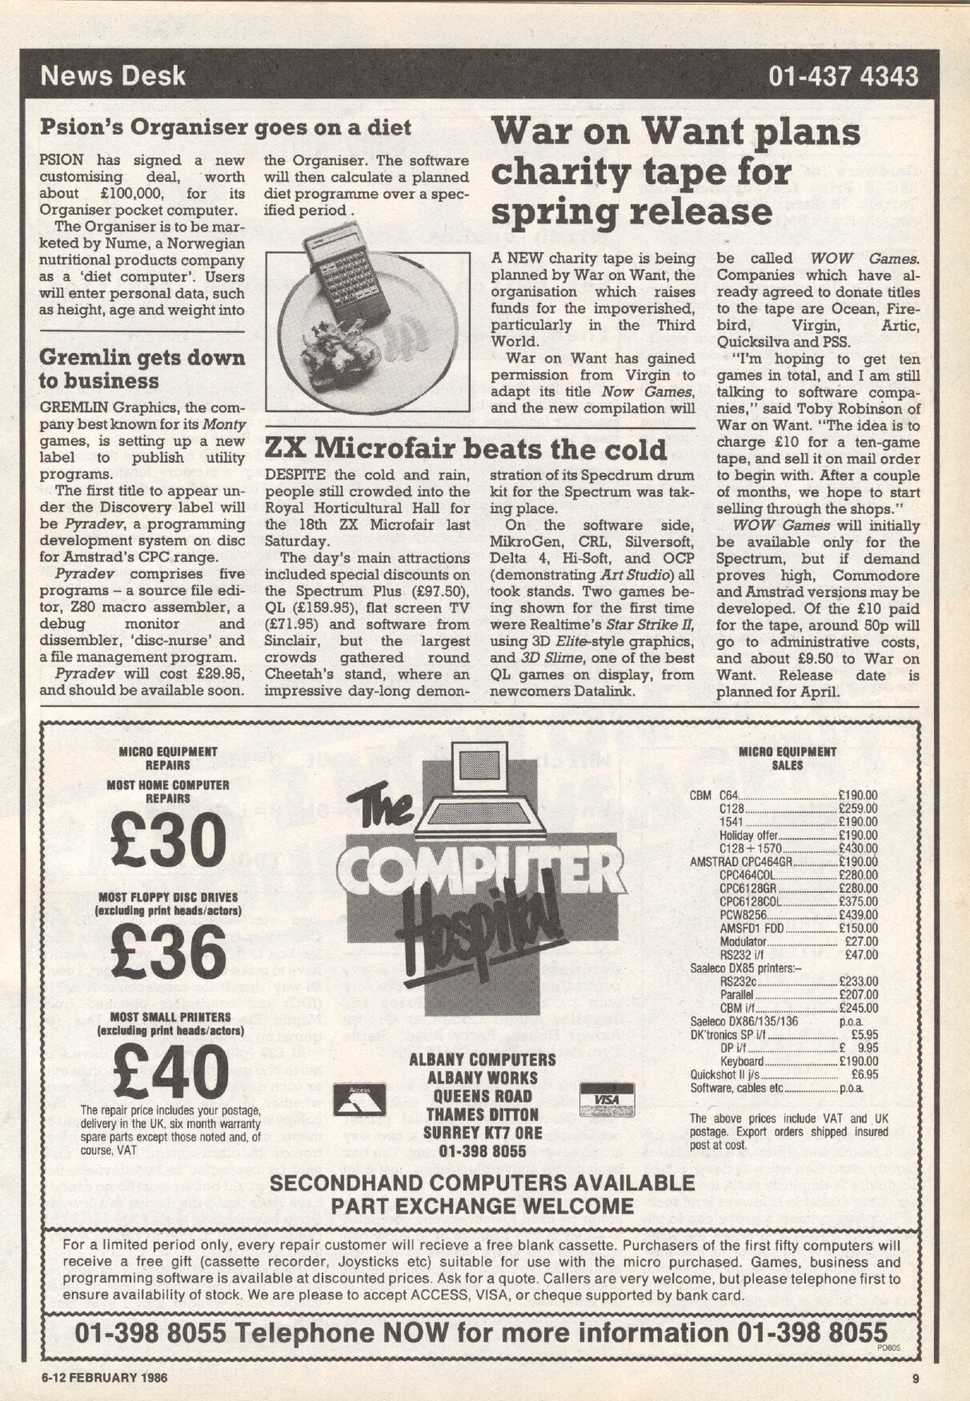 News Desk
01-437 4343
Psion's Organiser goes on a diet
PSION has signed a new
customising deal, worth
about £100,000, for its
Organiser pocket computer.
The Organiser is to be mar-
keted by Nume, a Norwegian
nutritional products company
as a 'diet computer'. Users
will enter personal data, such
as height, age and weight into
the Organiser. The software
will then calculate a planned
diet programme over a spec-
ified period .
Gremlin gets down
to business
GREMLIN Graphics, the com-
pany best known for its Monty
games, is setting up a new
label to publish utility
programs.
The first title to appear un-
der the Discovery label will
be Pyradev, a programming
development system on disc
for Amstrad's CPC range.
Pyradev comprises five
programs – a source file edi-
tor, Z80 macro assembler, a
debug monitor and
dissembler, 'disc-nurse' and
a file management program.
Pyradev will cost £29.95,
and should be available soon.
War on Want plans
charity tape for
spring release
A NEW charity tape is being
planned by War on Want, the
organisation which raises
funds for the impoverished,
particularly in the Third
World.
War on Want has gained
permission from Virgin to
adapt its title Now Games,
and the new compilation will
be called WOW Games.
Companies which have al-
ready agreed to donate titles
to the tape are Ocean, Fire-
bird, Virgin, Artic,
Quicksilva and PSS.
"I'm hoping to get ten
games in total, and I am still
talking to software compa-
nies," said Toby Robinson of
War on Want. "The idea is to
charge £10 for a ten-game
tape, and sell it on mail order
to begin with. After a couple
of months, we hope to start
selling through the shops."
WOW Games will initially
be available only for the
Spectrum, but if demand
proves high, Commodore
and Amstrad versions may be
developed. Of the £10 paid
for the tape, around 50p will
go to administrative costs,
and about £9.50 to War on
Want. Release date is
planned for April.
ZX Microfair beats the cold
DESPITE the cold and rain,
people still crowded into the
Royal Horticultural Hall for
the 18th ZX Microfair last
Saturday.
The day's main attractions
included special discounts on
the Spectrum Plus (£97.50),
QL (£159.95), flat screen TV
(£71.95) and software from
Sinclair, but the largest
crowds gathered round
Cheetah's stand, where an
impressive day-long demon-
stration of its Specdrum drum
kit for the Spectrum was tak-
ing place.
On the software side,
MikroGen, CRL, Silversoft,
Delta 4, Hi-Soft, and OCP
(demonstrating Art Studio) all
took stands. Two games be-
ing shown for the first time
were Realtime's Star Strike II,
using 3D Elite-style graphics,
and 3D Slime, one of the best
QL games on display, from
newcomers Datalink.
MICRO EQUIPMENT
REPAIRS
MOST HOME COMPUTER
REPAIRS
£30
MOST FLOPPY DISC DRIVES
(excluding print heads/actors)
£36
MOST SMALL PRINTERS
(excluding print heads/actors)
£40
The repair price includes your postage,
delivery in the UK, six month warranty
spare parts except those noted and, of
course, VAT
The
COMPUTER
Hospital
ALBANY COMPUTERS
ALBANY WORKS
QUEENS ROAD
THAMES DITTON
SURREY KT7 ORE
01-398 8055
Access
VISA
MICRO EQUIPMENT
SALES
CBM C64 £190.00
C128 £259.00
1541 £190.00
Holiday offer £190.00
C128 + 1570 £430.00
AMSTRAD CPC464GR £190.00
CPC464COL £280.00
CPC6128GR £280.00
CPC6128COL £375.00
PCW8256 £439.00
AMSFD1 FDD £150.00
Modulator £27.00
RS232 i/f £47.00
Saaleco DX85 printers:–
RS232c £233.00
Parallel £207.00
CBM i/f £245.00
Saeleco DX86/135/136 p.o.a.
DK'tronics SP i/f £5.95
DP i/f £ 9.95
Keyboard £190.00
Quickshot II j/s £6.95
Software, cables etc p.o.a.
The above prices include VAT and UK
postage. Export orders shipped insured
post at cost.
SECONDHAND COMPUTERS AVAILABLE
PART EXCHANGE WELCOME
For a limited period only, every repair customer will recieve a free blank cassette. Purchasers of the first fifty computers will
receive a free gift (cassette recorder, Joysticks etc) suitable for use with the micro purchased. Games, business and
programming software is available at discounted prices. Ask for a quote. Callers are very welcome, but please telephone first to
ensure availability of stock. We are please to accept ACCESS, VISA, or cheque supported by bank card.
01-398 8055 Telephone NOW for more information 01-398 8055
PD605
6-12 FEBRUARY 1986
9